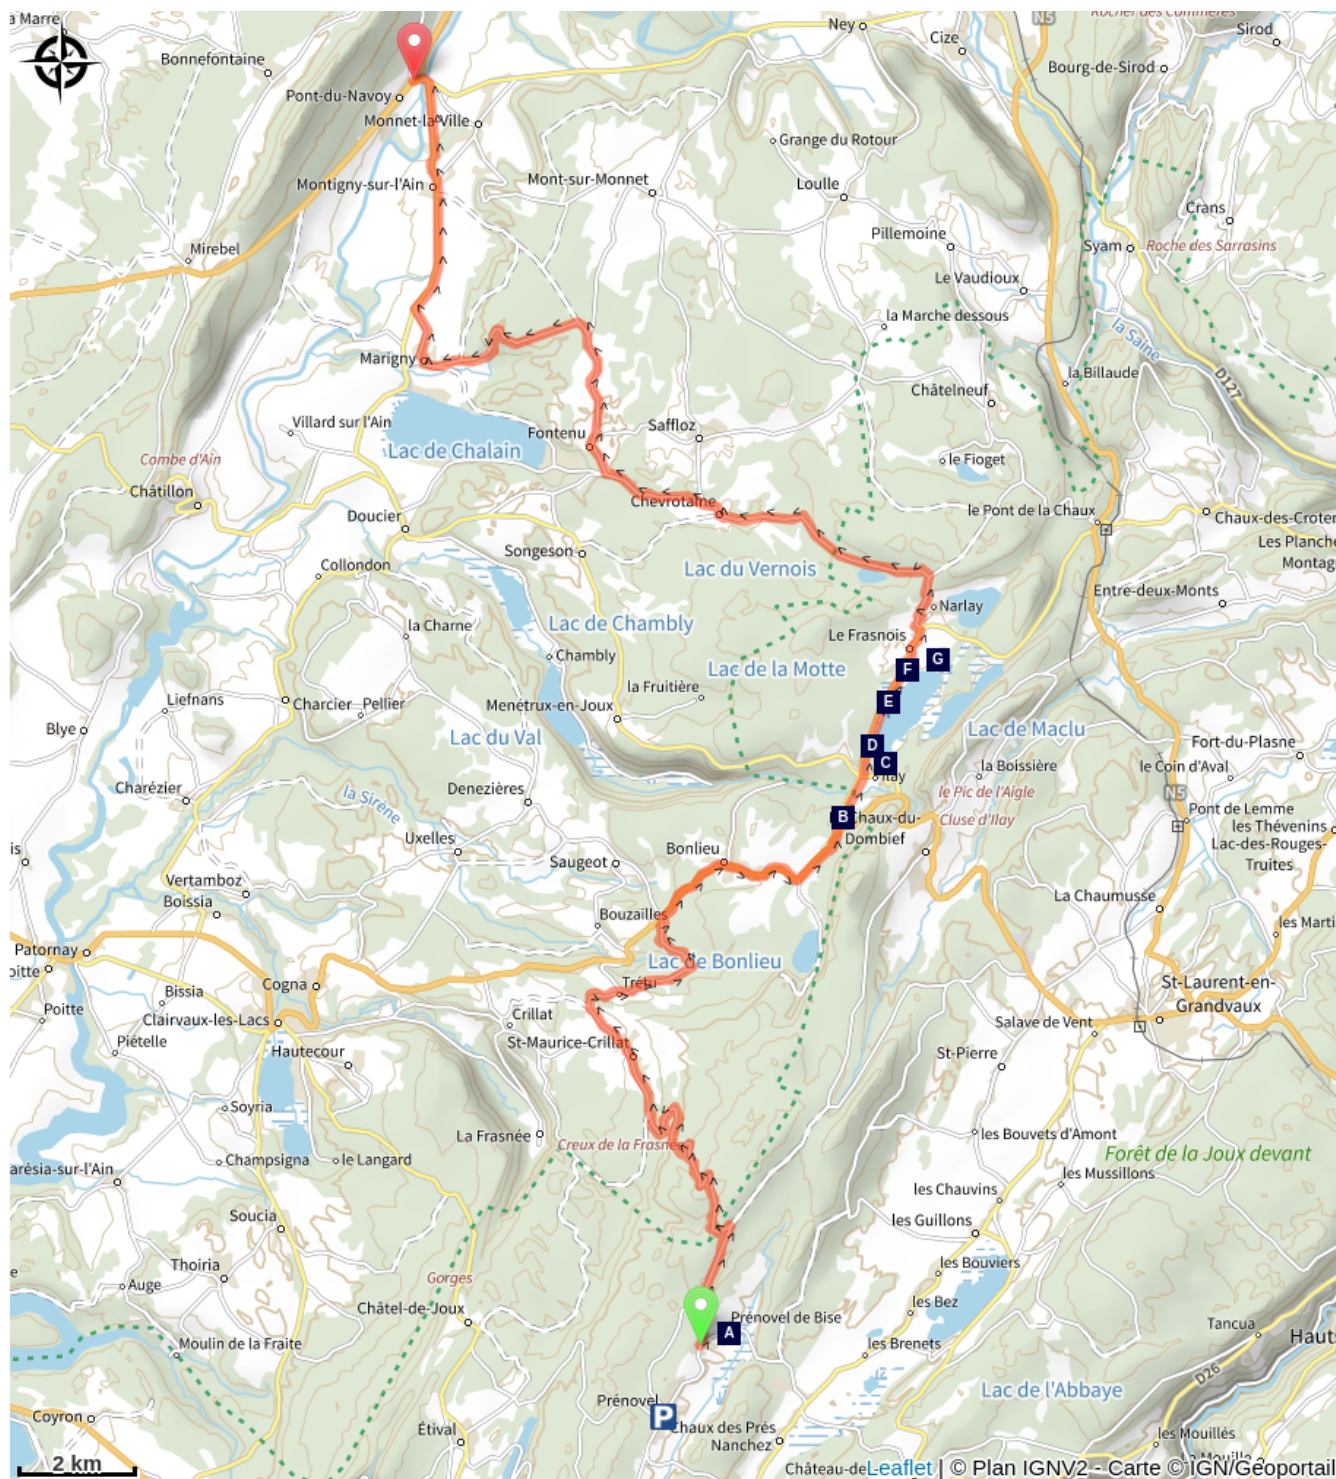 a Marre
Rocher des Commères
N5
Ney
Cize
Sirod
Bonnefontaine
Bourg-de-Sirod
Pont-du-Navoy
Monnet-la-Ville
Grange du Rotour
Montigny-sur-l'Ain
Mont-sur-Monnet
Loulle
Crans
Mirebel
Pillemoine
Syam
Roche des Sarrasins
Le Vaudioux
la Marche dessous
la Saine
Marigny
la Billaude
D127
Châtelneuf
Villard sur l'Ain
Fontenu
Saffloz
Lac de Chalain
Combe d'Ain
le Fioget
Châtillon
Chevrotaine
le Pont de la Chaux
Doucier
Chaux-des-Croter
Songeson
Les Planche
Montag
Collondon
Lac du Vernois
Entre-deux-Monts
Narlay
la Charne
Lac de Chambly
Le Frasnois
Chambly
G
F
Lac de la Motte
la Fruitière
Liefnans
Charcier
Pellier
Menétrux-en-Joux
E
Blye
Lac du Val
Lac de Maclu
D
Fort-du-Plasne
C
Ilay
la Boissière
le Coin d'Aval
Charézier
la Sirène
Denezières
le Pic de l'Aigle
N5
Pont de Lemme
B
Chaux-du-
Dombief
Cluse d'Ilay
les Thévenins
Lac-des-Rouges-
Truites
Uxelles
Bonlieu
is
Saugeot
Vertamboz
La Chaumusse
Boissia
Bouzailles
les Marti
Patornay
oitte
Lac de Bonlieu
Trétu
Cogna
Bissia
St-Laurent-en-
Grandvaux
Poitte
Crillat
Clairvaux-les-Lacs
Salave de Vent
Piételle
St-Maurice-Crillat
Hautecour
St-Pierre
Soyria
La Frasnée
Creux de la Frasnée
les Bouvets d'Amont
Forêt de la Joux devant
Champsigna
le Langard
arésia-sur-l'Ain
les Mussillons
les Chauvins
Soucia
les Guillons
Thoiria
les Bouviers
e
Auge
Gorges
les Bez
Châtel-de-Joux
Prénovel de Bise
A
Tancua
Moulin de la Fraite
les Brenets
Hauts
D26
Lac de l'Abbaye
Prénovel
P
Coyron
Étival
Chaux des Prés
Nanchez
les Mouillés
2 km
Château-de
Leaflet | © Plan IGNV2 - Carte © IGN/Géoportail